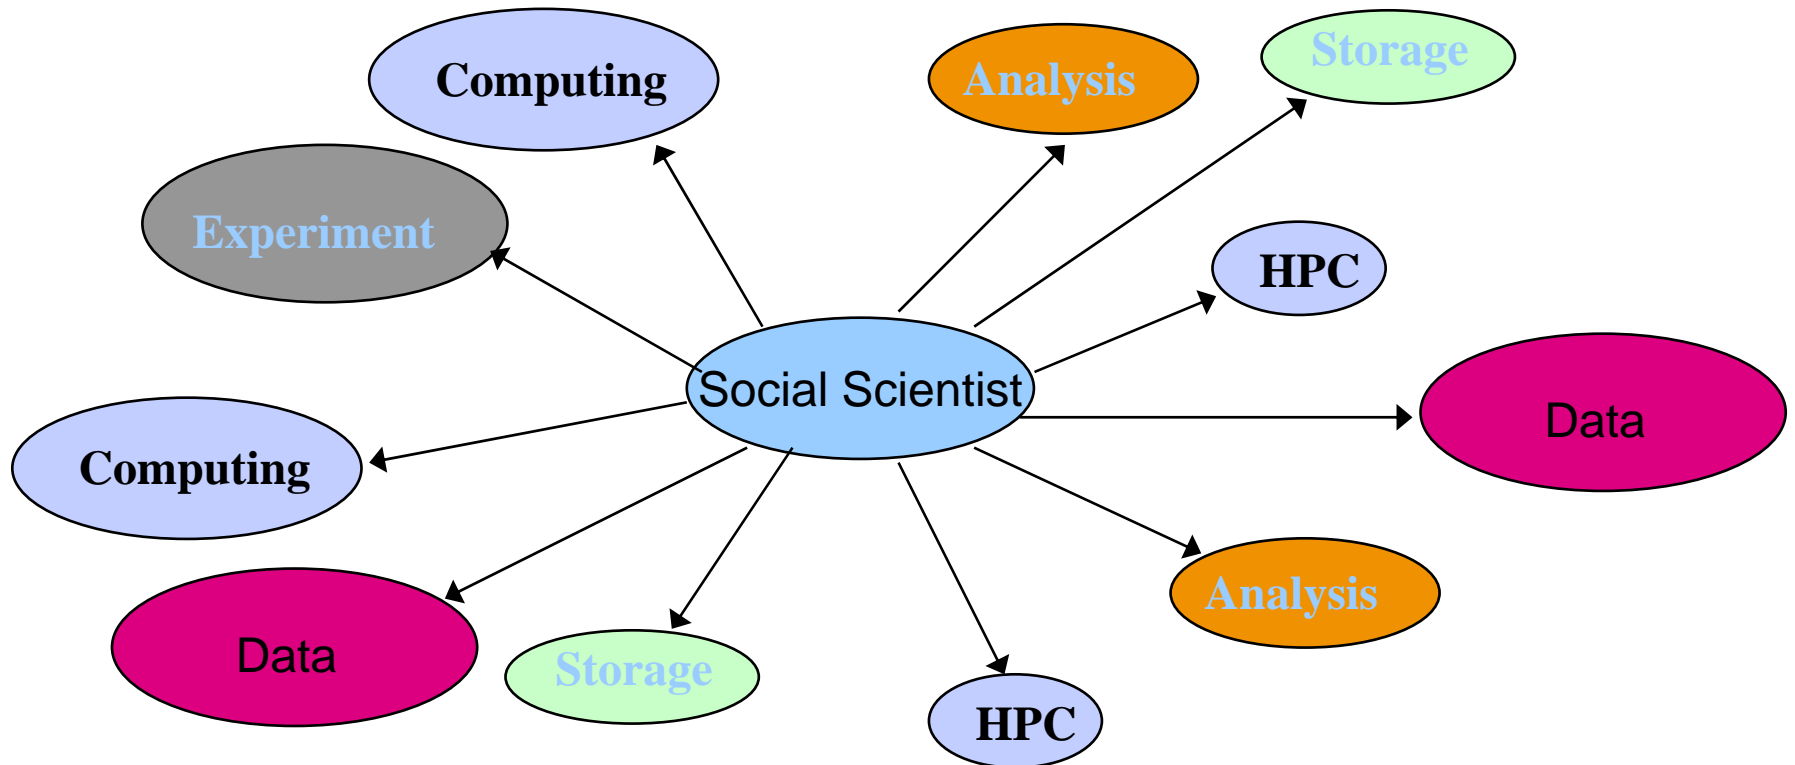 Storage
Computing
Analysis
Experiment
HPC
Social Scientist
Data
Computing
Analysis
Data
Storage
HPC